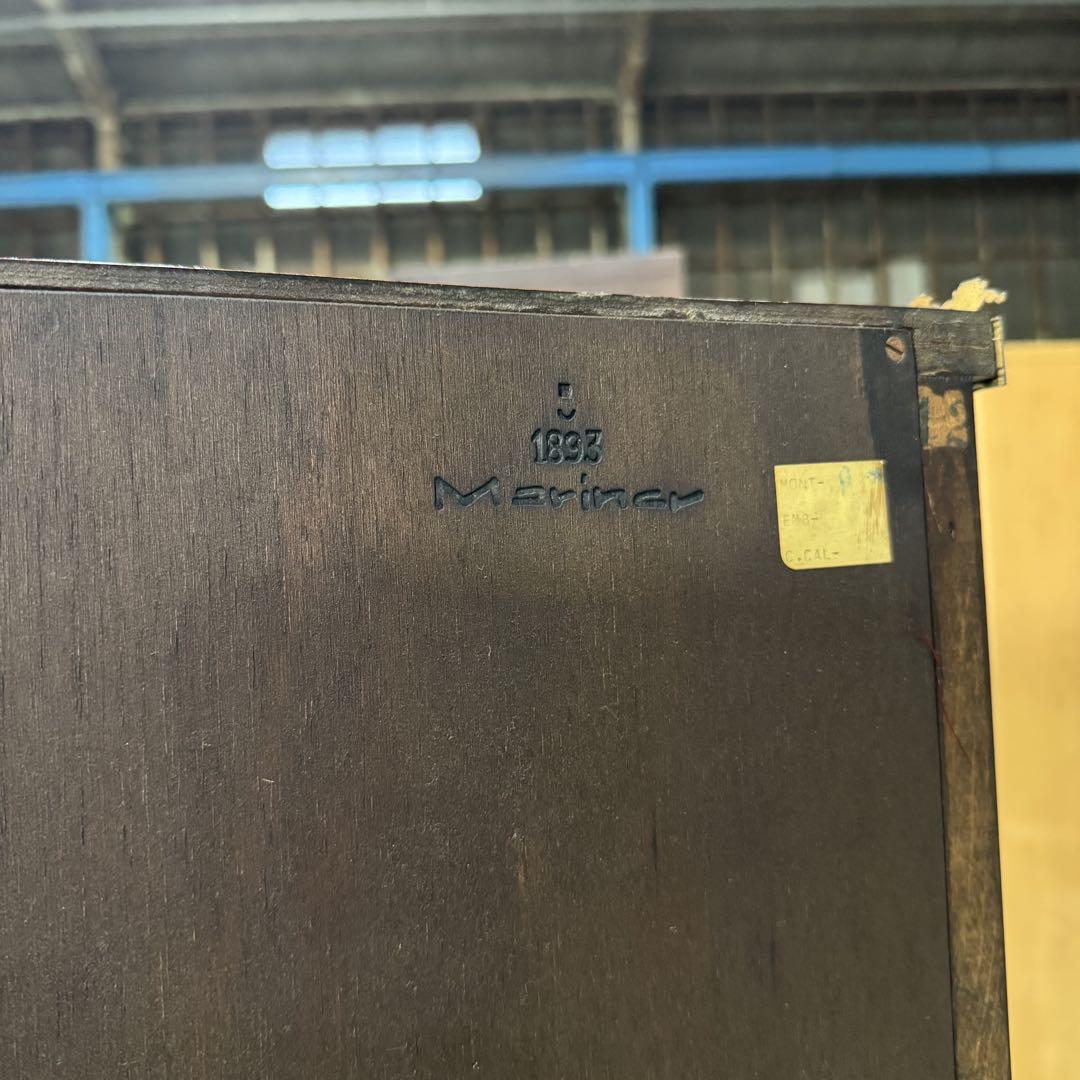 1893
Mariner
MONT-
EMB-
C.CAL-